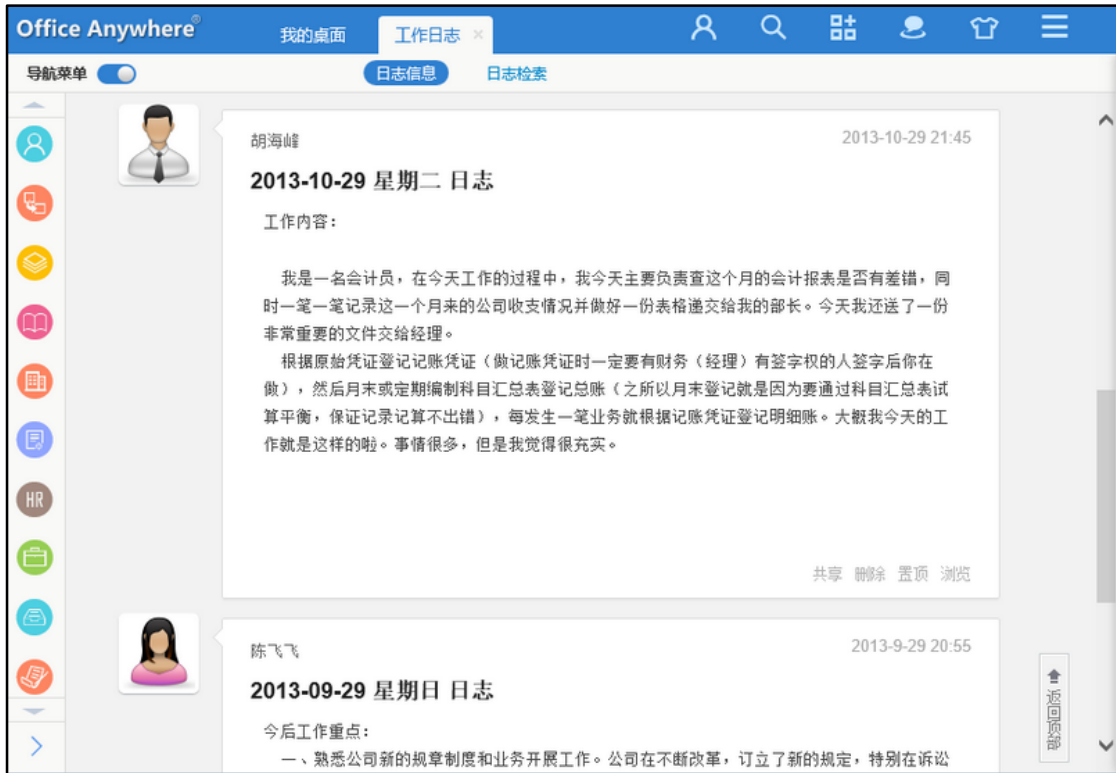 Office Anywhere®
我的桌面
工作日志 ×
导航菜单
日志信息
日志检索
胡海峰
2013-10-29 21:45
2013-10-29 星期二 日志
工作内容：
我是一名会计员，在今天工作的过程中，我今天主要负责查这个月的会计报表是否有差错，同
时一笔一笔记录这一个月来的公司收支情况并做好一份表格递交给我的部长。今天我还送了一份
非常重要的文件交给经理。
根据原始凭证登记记账凭证（做记账凭证时一定要有财务（经理）有签字权的人签字后你在
做），然后月末或定期编制科目汇总表登记总账（之所以月末登记就是因为要通过科目汇总表试
算平衡，保证记录记算不出错），每发生一笔业务就根据记账凭证登记明细账。大概我今天的工
作就是这样的啦。事情很多，但是我觉得很充实。
HR
共享 删除 置顶 浏览
陈飞飞
2013-9-29 20:55
2013-09-29 星期日 日志
今后工作重点：
一、熟悉公司新的规章制度和业务开展工作。公司在不断改革，订立了新的规定，特别在诉讼
返回顶部